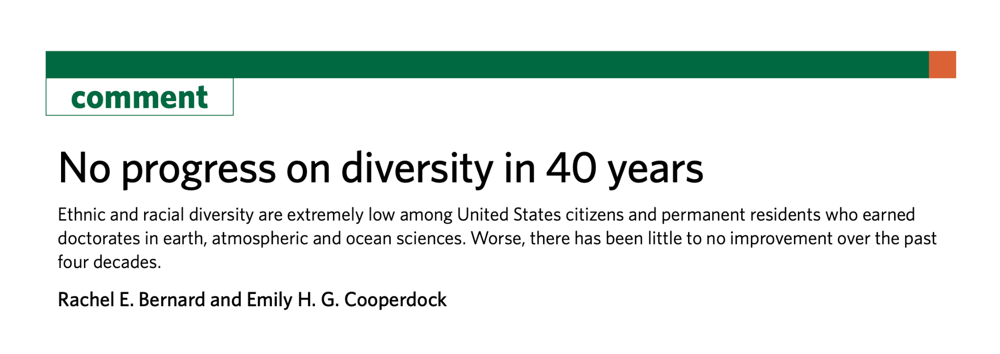 comment
No progress on diversity in 40 years
Ethnic and racial diversity are extremely low among United States citizens and permanent residents who earned
doctorates in earth, atmospheric and ocean sciences. Worse, there has been little to no improvement over the past
four decades.
Rachel E. Bernard and Emily H. G. Cooperdock